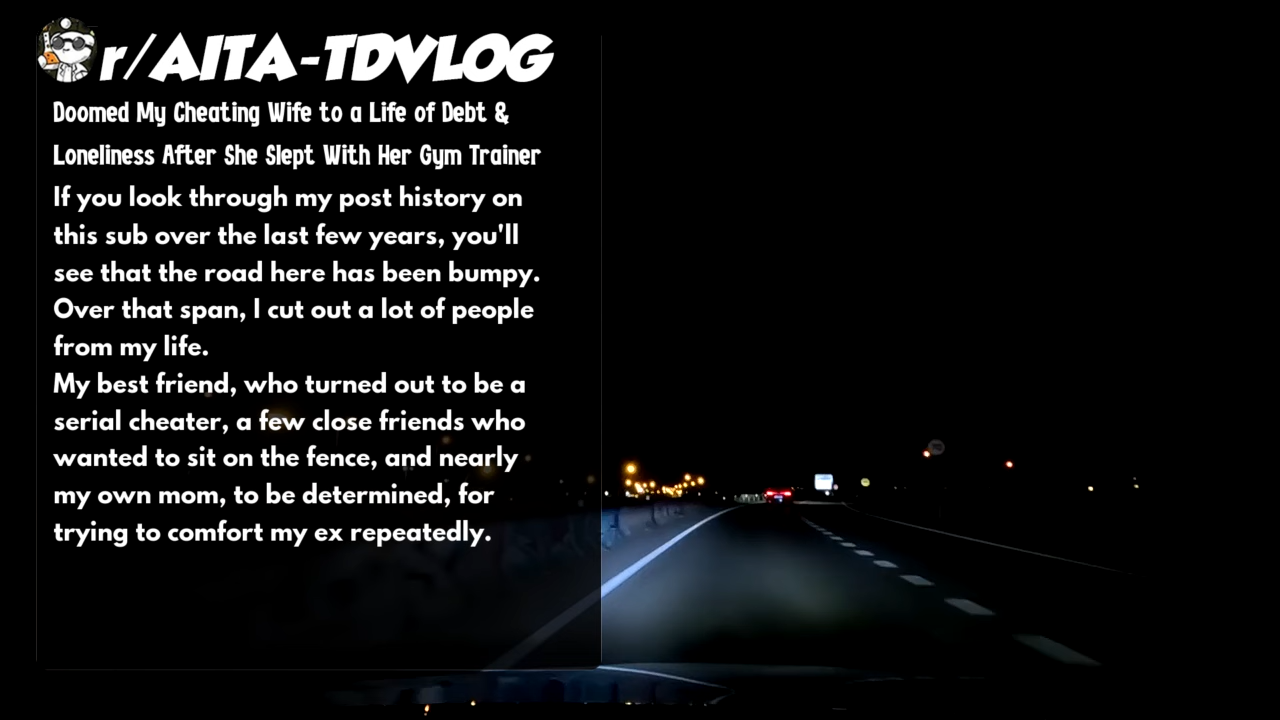 r/AITA-TDVLOG
Doomed My Cheating Wife to a Life of Debt &
Loneliness After She Slept With Her Gym Trainer
If you look through my post history on
this sub over the last few years, you'll
see that the road here has been bumpy.
Over that span, I cut out a lot of people
from my life.
My best friend, who turned out to be a
serial cheater, a few close friends who
wanted to sit on the fence, and nearly
my own mom, to be determined, for
trying to comfort my ex repeatedly.